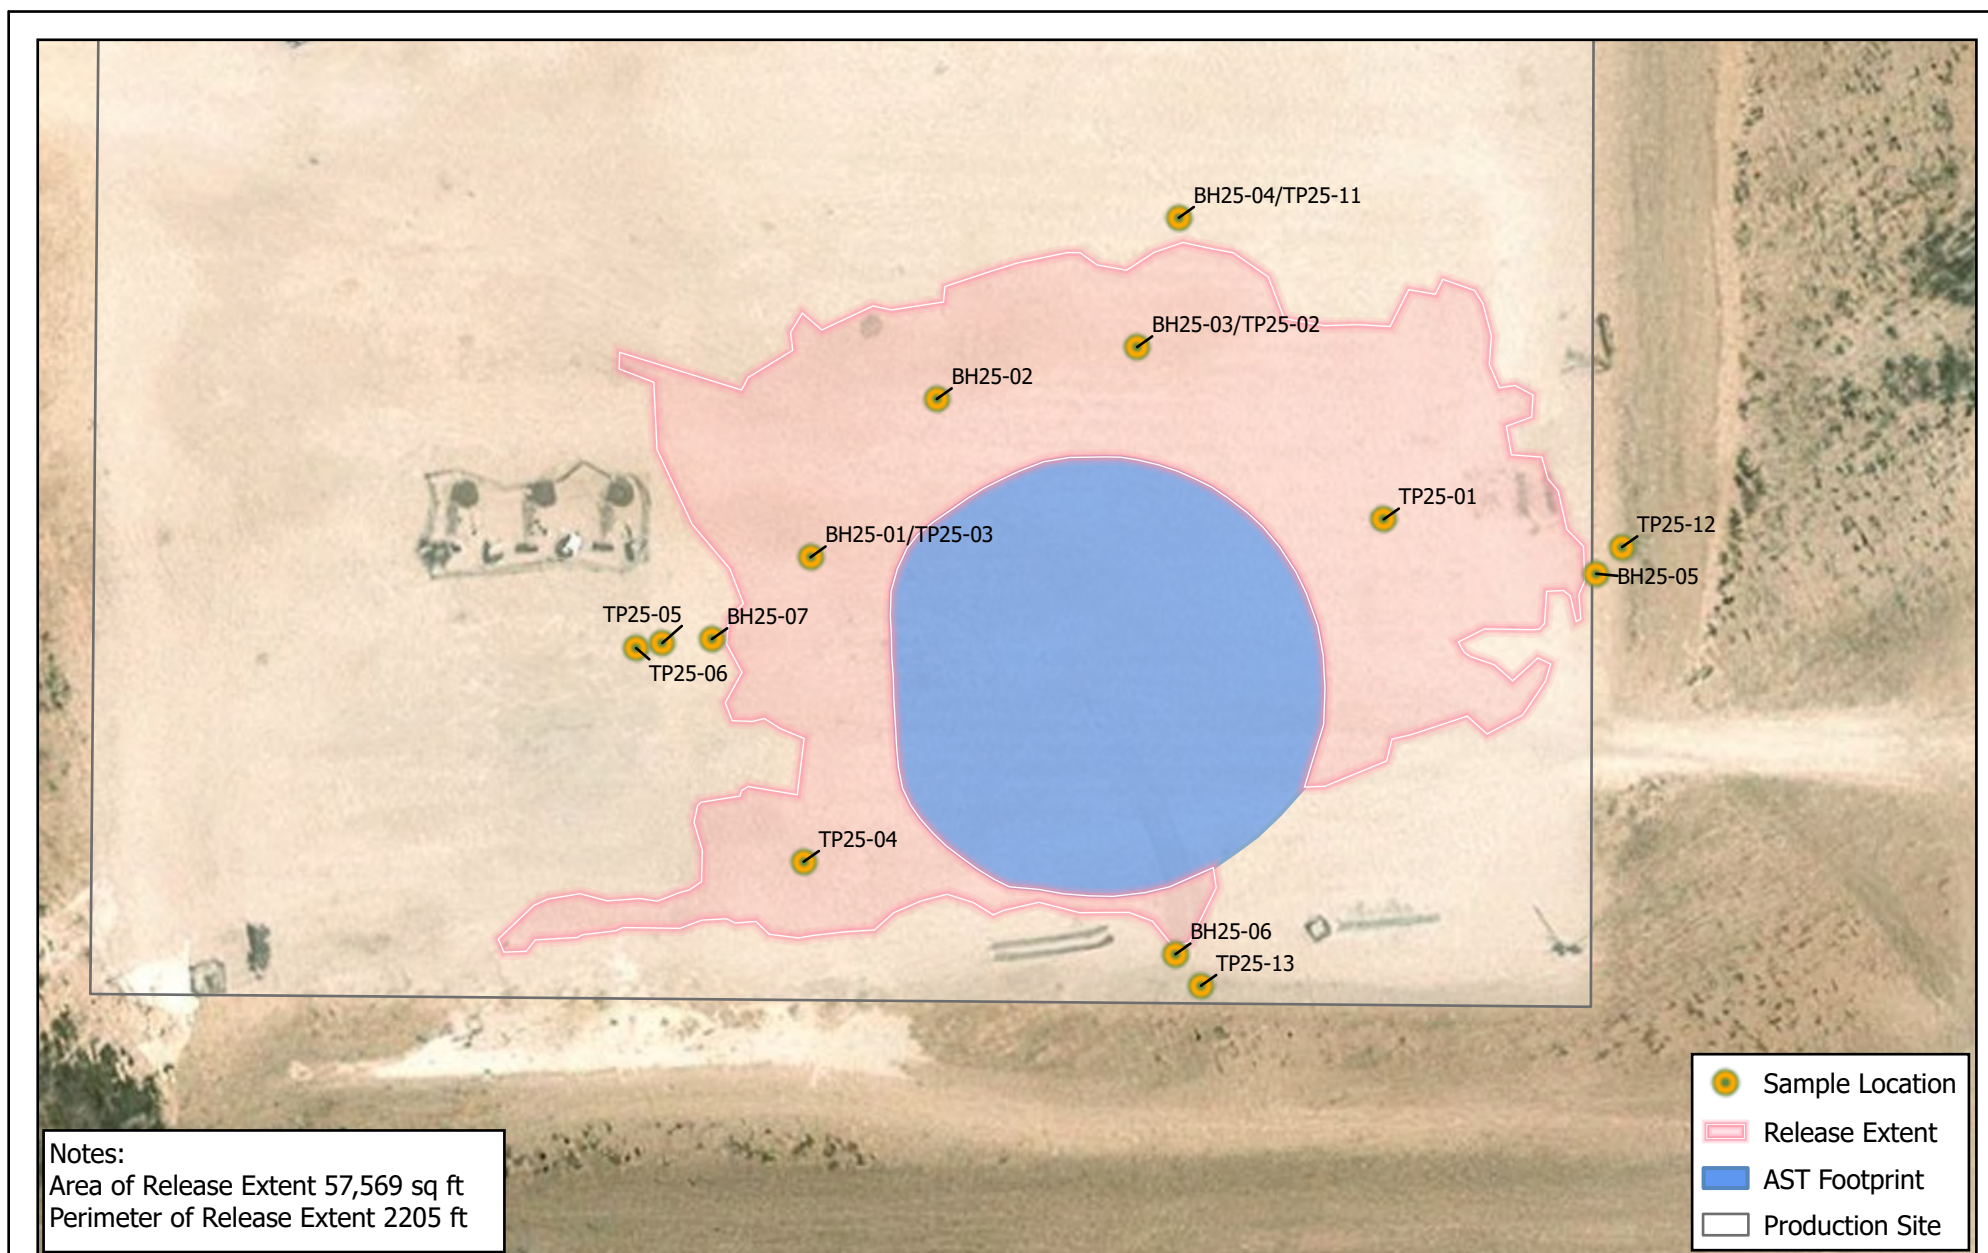 BH25-04/TP25-11
BH25-03/TP25-02
BH25-02
TP25-01
BH25-01/TP25-03
TP25-12
BH25-05
TP25-05
BH25-07
TP25-06
TP25-04
BH25-06
TP25-13
Notes:
Area of Release Extent 57,569 sq ft
Perimeter of Release Extent 2205 ft
Sample Location
Release Extent
AST Footprint
Production Site